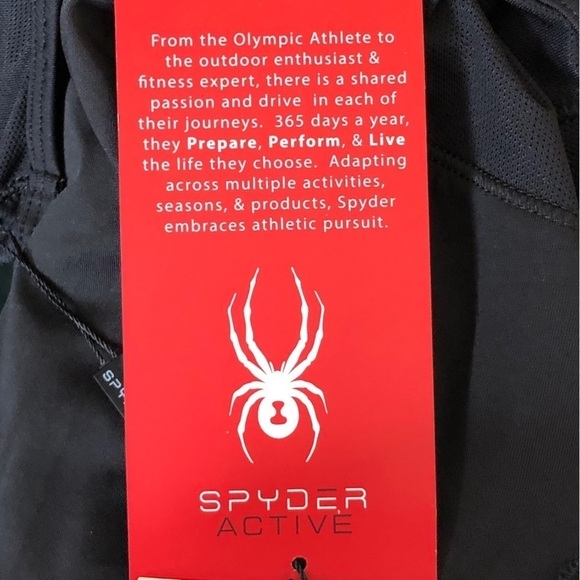 From the Olympic Athlete to
the outdoor enthusiast &
fitness expert, there is a shared
passion and drive in each of
their journeys. 365 days a year,
they Prepare, Perform, & Live
the life they choose. Adapting
across multiple activities,
seasons, & products, Spyder
embraces athletic pursuit.
SPY
SPYDER
ACTIVE